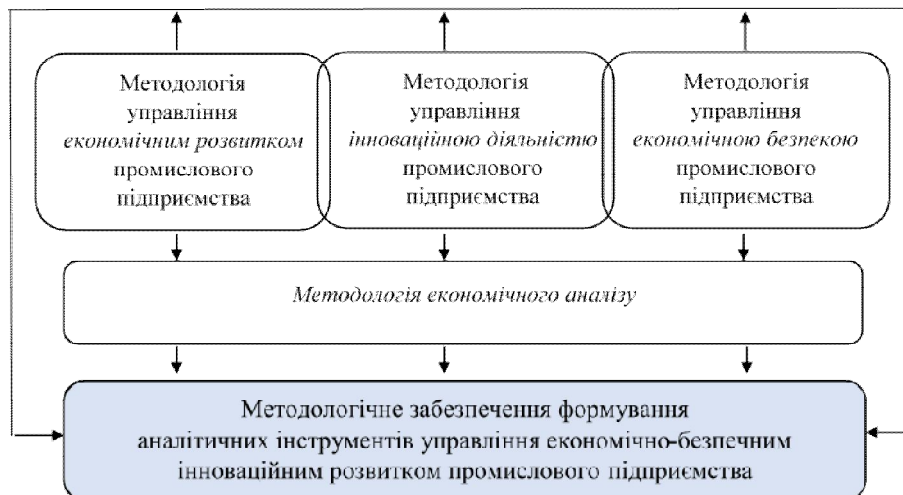 Методологія
управління
економічним розвитком
промислового
підприємства
Методологія
управління
інноваційною діяльністю
промислового
підприємства
Методологія
управління
економічною безпекою
промислового
підприємства
Методологія економічного аналізу
Методологічне забезпечення формування
аналітичних інструментів управління економічно-безпечним
інноваційним розвитком промислового підприємства